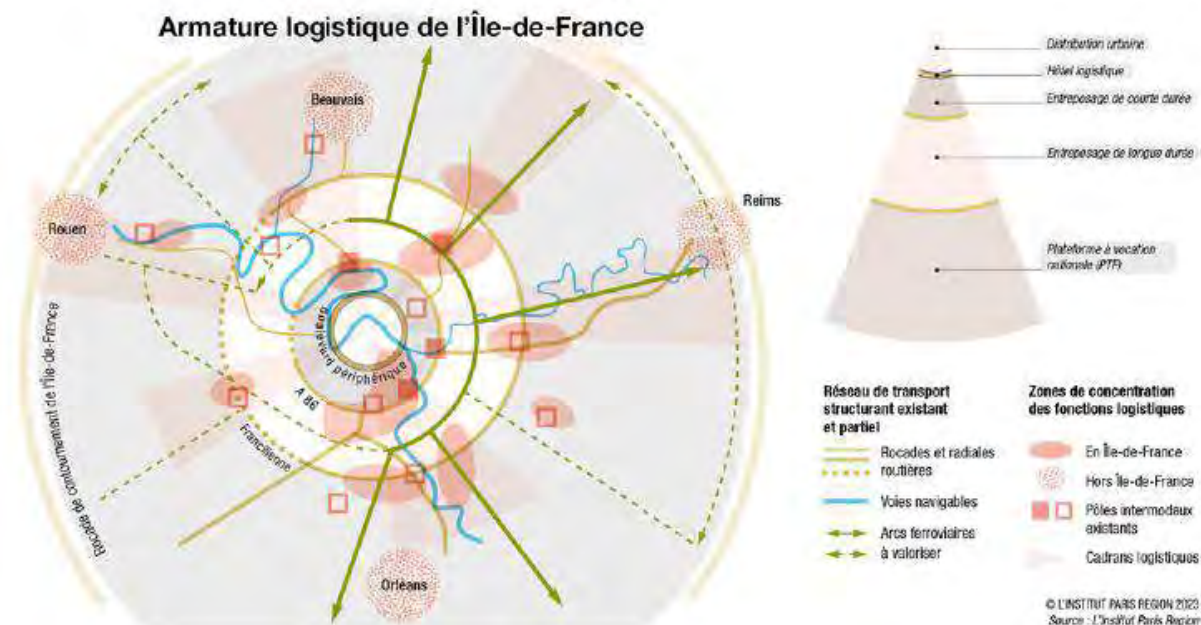 Armature logistique de l'Île-de-France
Beauvais
Rouen
Reims
Orléans
Boulevard périphérique
A 86
Francilienne
Rocade de contournement de l'Île-de-France
Distribution urbaine
Hôtel logistique
Entreposage de courte durée
Entreposage de longue durée
Plateforme à vocation
nationale (PTF)
Réseau de transport
structurant existant
et partiel
Rocades et radiales
routières
Voies navigables
Arcs ferroviaires
à valoriser
Zones de concentration
des fonctions logistiques
En Île-de-France
Hors Île-de-France
Pôles intermodaux
existants
Cadrans logistiques
© L'INSTITUT PARIS REGION 2023
Source : L'Institut Paris Region